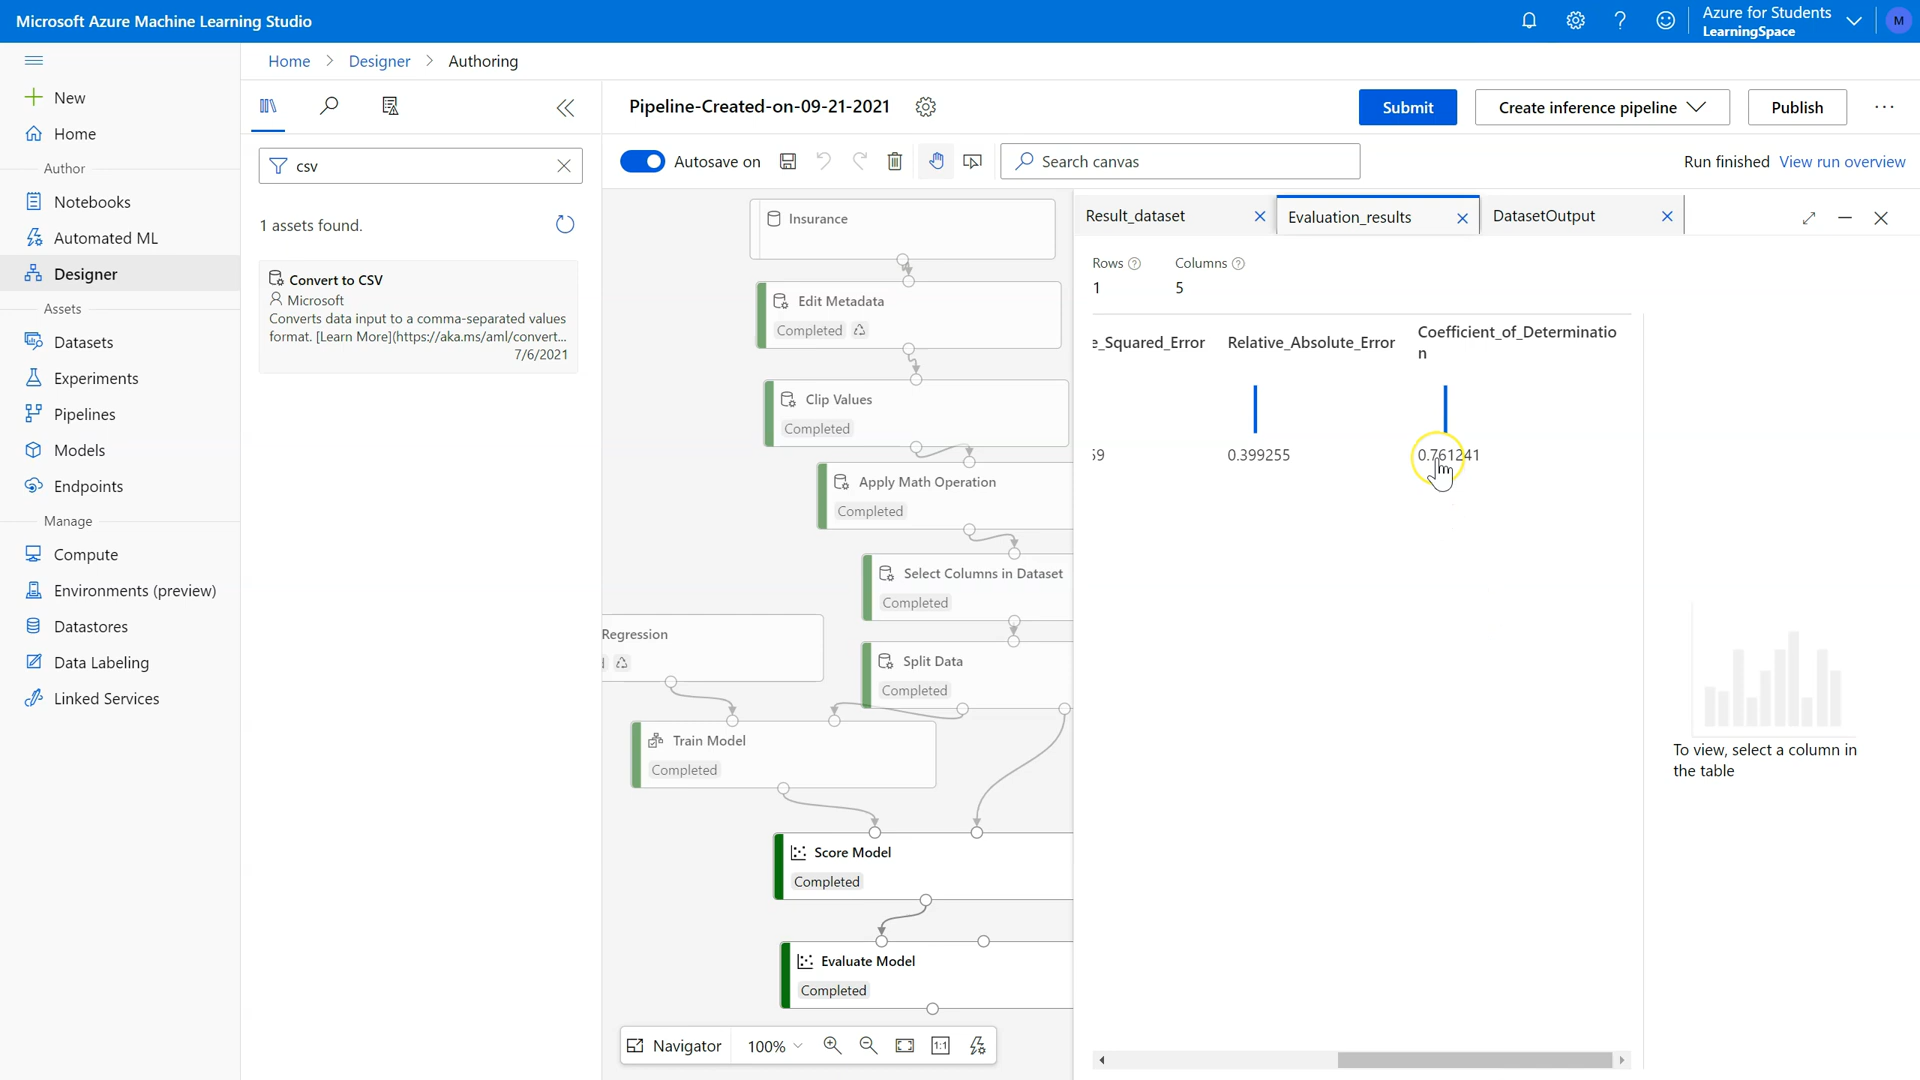 Microsoft Azure Machine Learning Studio
Azure for Students
LearningSpace
M
New
Home
Author
Notebooks
Automated ML
Designer
Assets
Datasets
Experiments
Pipelines
Models
Endpoints
Manage
Compute
Environments (preview)
Datastores
Data Labeling
Linked Services
Home > Designer > Authoring
csv
1 assets found.
Convert to CSV
Microsoft
Converts data input to a comma-separated values
format. [Learn More](https://aka.ms/aml/convert...
7/6/2021
Pipeline-Created-on-09-21-2021
Submit
Create inference pipeline
Publish
...
Autosave on
Search canvas
Run finished View run overview
Insurance
Edit Metadata
Completed
Clip Values
Completed
Apply Math Operation
Completed
Select Columns in Dataset
Completed
Regression
d
Split Data
Completed
Train Model
Completed
Score Model
Completed
Evaluate Model
Completed
Navigator
100%
1:1
Result_dataset
Evaluation_results
DatasetOutput
Rows
Columns
1
5
e_Squared_Error
Relative_Absolute_Error
Coefficient_of_Determinatio
n
59
0.399255
0.761241
To view, select a column in
the table